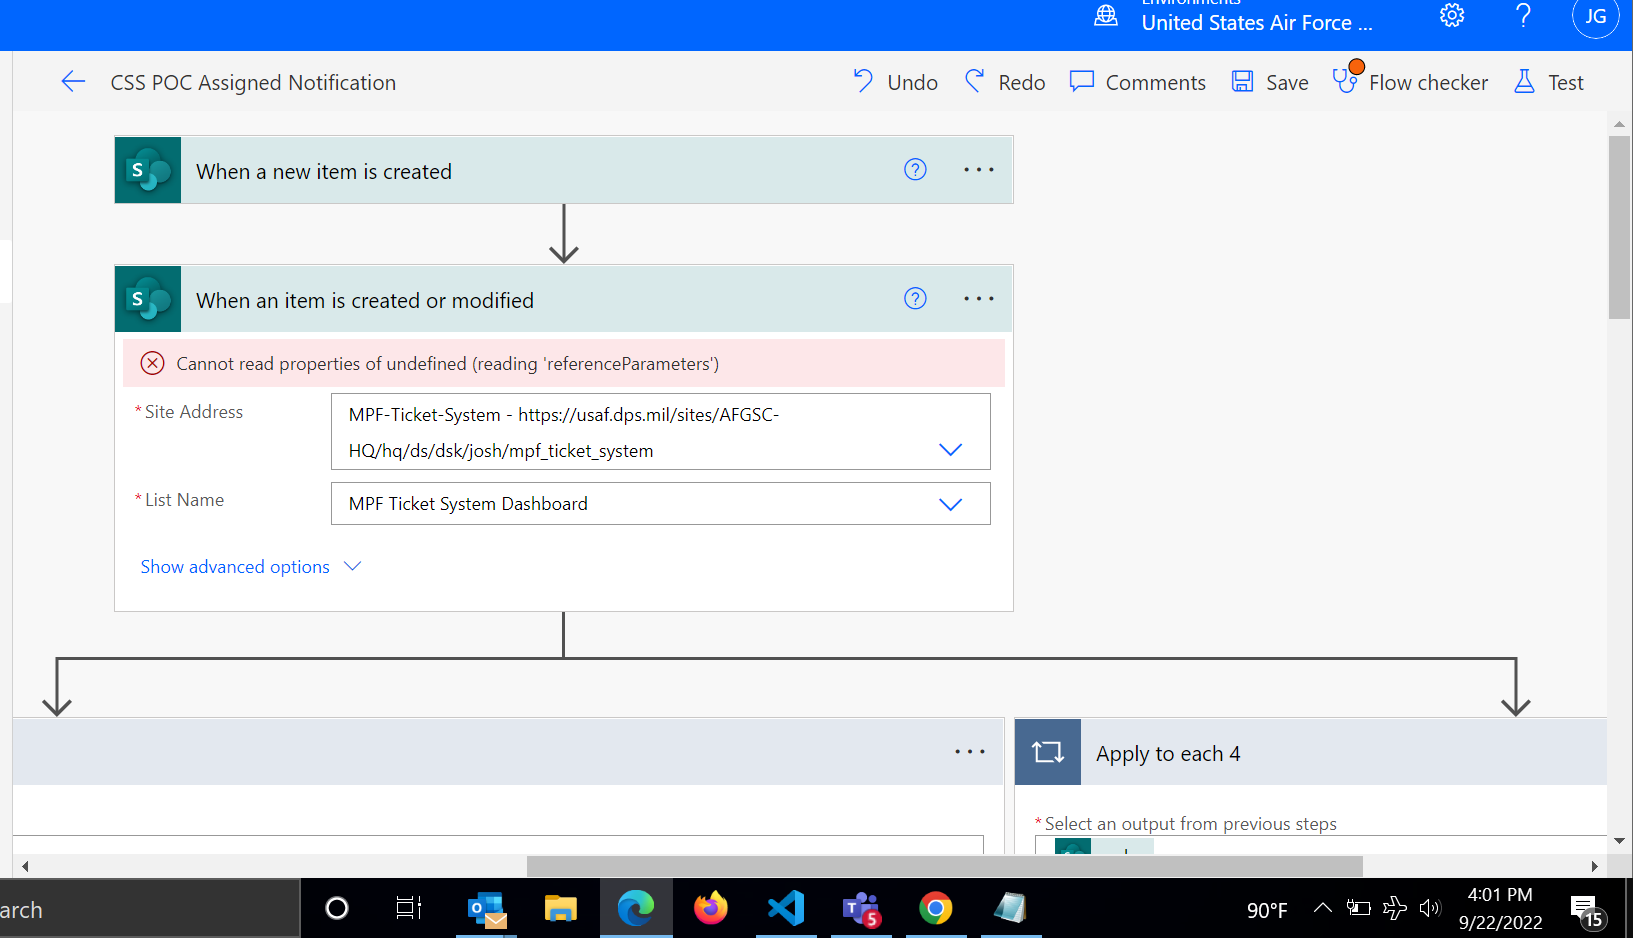 Environments
United States Air Force ...
JG
CSS POC Assigned Notification
Undo
Redo
Comments
Save
Flow checker
Test
S
When a new item is created
S
When an item is created or modified
Cannot read properties of undefined (reading 'referenceParameters')
* Site Address
MPF-Ticket-System - https://usaf.dps.mil/sites/AFGSC-
HQ/hq/ds/dsk/josh/mpf_ticket_system
* List Name
MPF Ticket System Dashboard
Show advanced options
Apply to each 4
* Select an output from previous steps
arch
5
90°F
4:01 PM
9/22/2022
15